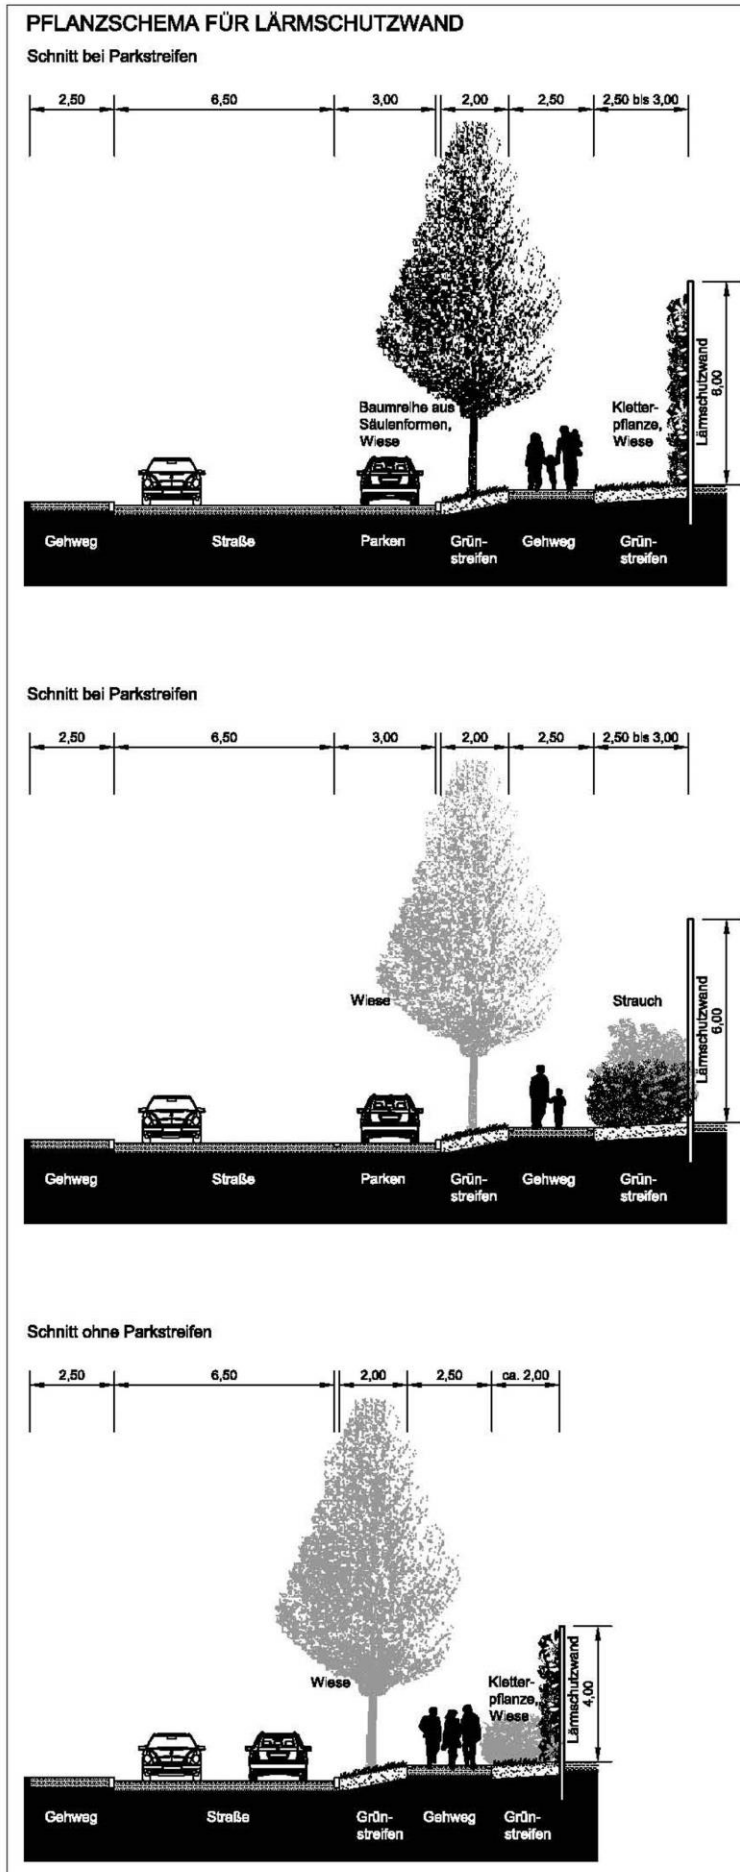 PFLANZSCHEMA FÜR LÄRMSCHUTZWAND
Schnitt bei Parkstreifen
2,50 6,50 3,00 2,00 2,50 2,50 bis 3,00
Baumreihe aus
Säulenformen,
Wiese
Kletter-
pflanze,
Wiese
Lärmschutzwand
6,00
Gehweg Straße Parken Grün- Gehweg Grün-
streifen streifen
Schnitt bei Parkstreifen
2,50 6,50 3,00 2,00 2,50 2,50 bis 3,00
Wiese
Strauch
Lärmschutzwand
6,00
Gehweg Straße Parken Grün- Gehweg Grün-
streifen streifen
Schnitt ohne Parkstreifen
2,50 6,50 2,00 2,50 ca. 2,00
Wiese
Kletter-
pflanze,
Wiese
Lärmschutzwand
4,00
Gehweg Straße Grün- Gehweg Grün-
streifen streifen